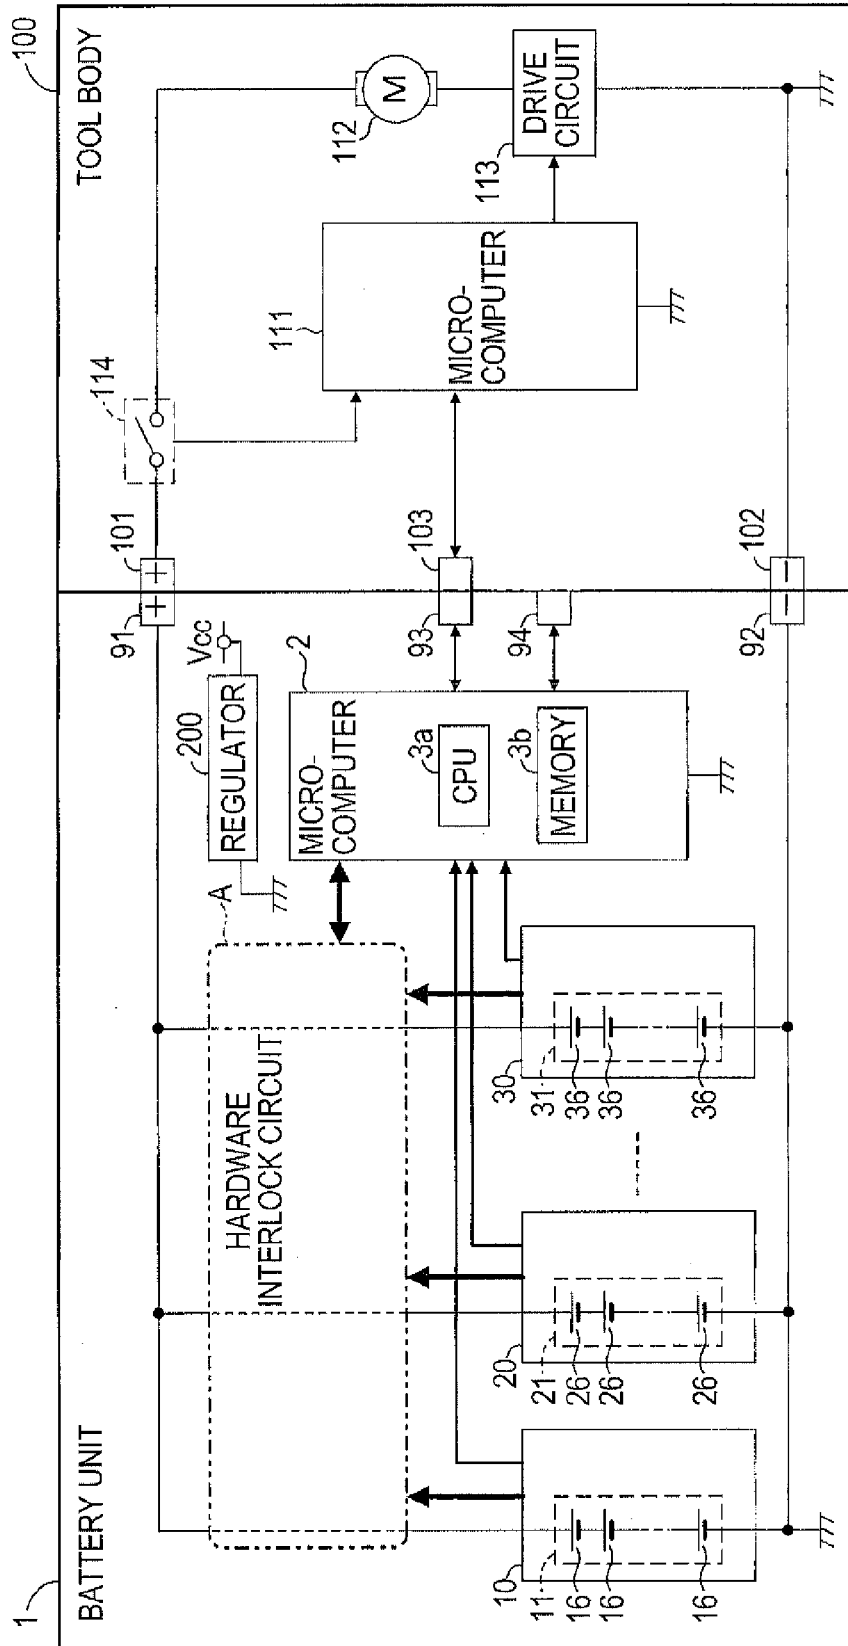 1
BATTERY UNIT
100
TOOL BODY
91
+
+
101
114
A
200
REGULATOR
Vcc
HARDWARE
INTERLOCK CIRCUIT
2
MICRO-
COMPUTER
3a
CPU
3b
MEMORY
93
103
94
111
MICRO-
COMPUTER
112
M
113
DRIVE
CIRCUIT
92
−
−
102
10
11
16
16
16
20
21
26
26
26
30
31
36
36
36